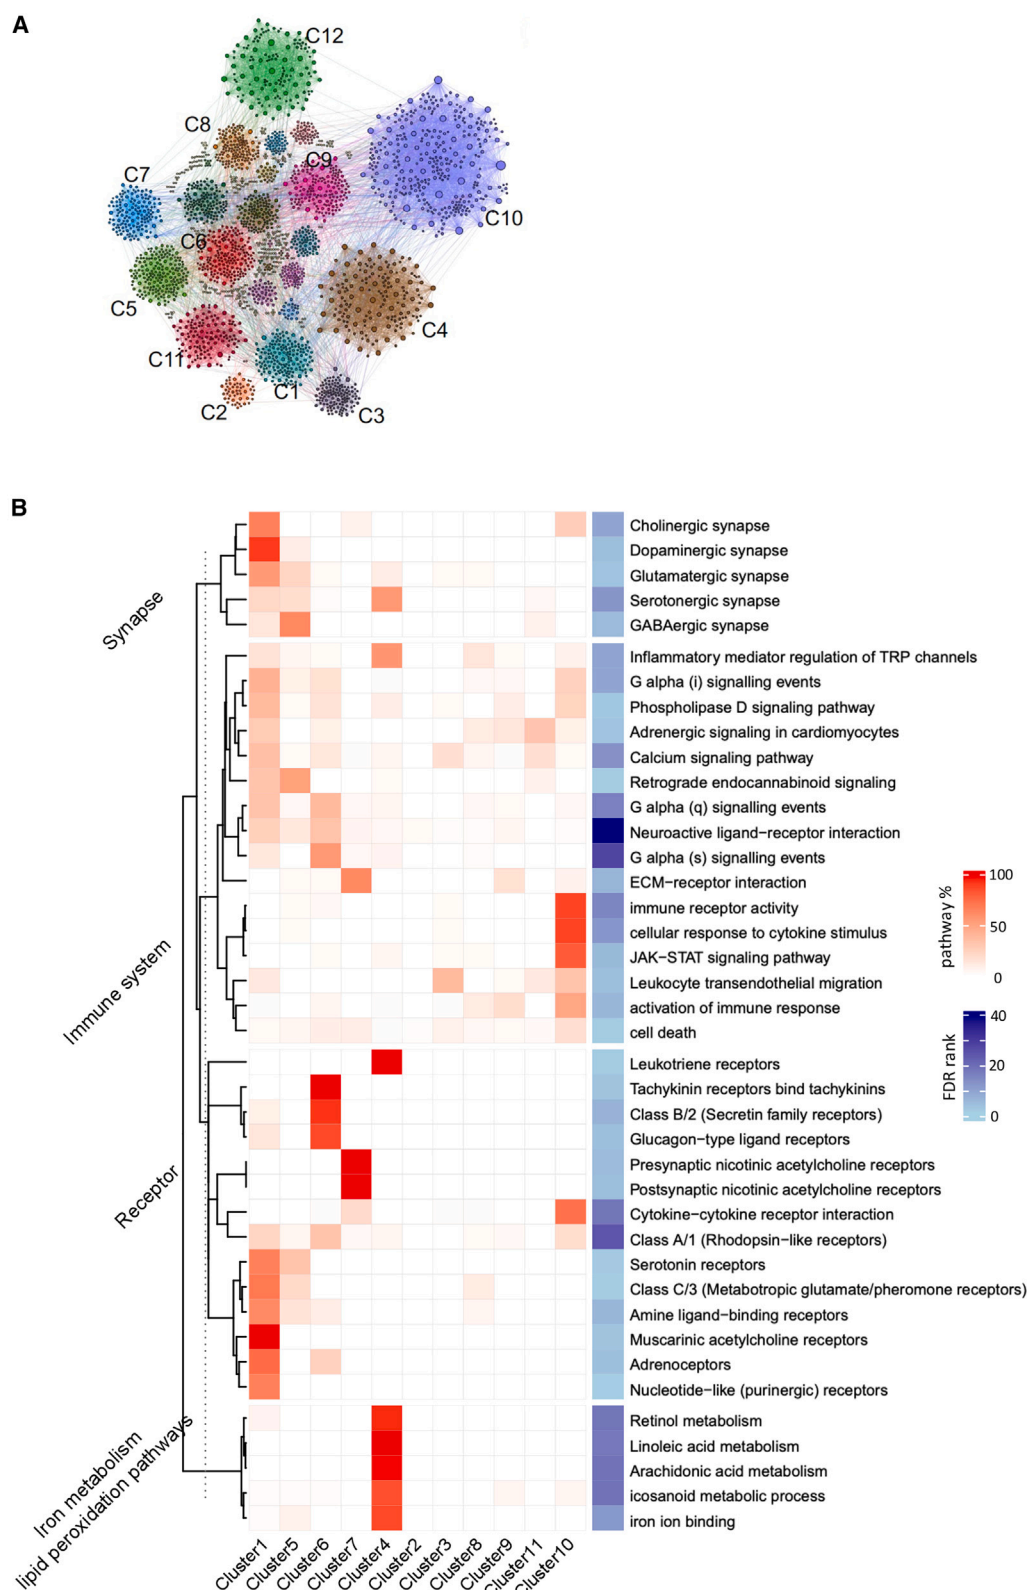 A
C12
C8
C9
C7
C10
C6
C5
C4
C11
C1
C2
C3
B
Synapse
Cholinergic synapse
Dopaminergic synapse
Glutamatergic synapse
Serotonergic synapse
GABAergic synapse
Immune system
Inflammatory mediator regulation of TRP channels
G alpha (i) signalling events
Phospholipase D signaling pathway
Adrenergic signaling in cardiomyocytes
Calcium signaling pathway
Retrograde endocannabinoid signaling
G alpha (q) signalling events
Neuroactive ligand−receptor interaction
G alpha (s) signalling events
ECM−receptor interaction
immune receptor activity
cellular response to cytokine stimulus
JAK−STAT signaling pathway
Leukocyte transendothelial migration
activation of immune response
cell death
Receptor
Leukotriene receptors
Tachykinin receptors bind tachykinins
Class B/2 (Secretin family receptors)
Glucagon−type ligand receptors
Presynaptic nicotinic acetylcholine receptors
Postsynaptic nicotinic acetylcholine receptors
Cytokine−cytokine receptor interaction
Class A/1 (Rhodopsin−like receptors)
Serotonin receptors
Class C/3 (Metabotropic glutamate/pheromone receptors)
Amine ligand−binding receptors
Muscarinic acetylcholine receptors
Adrenoceptors
Nucleotide−like (purinergic) receptors
Iron metabolism
lipid peroxidation pathways
Retinol metabolism
Linoleic acid metabolism
Arachidonic acid metabolism
icosanoid metabolic process
iron ion binding
Cluster1
Cluster5
Cluster6
Cluster7
Cluster4
Cluster2
Cluster3
Cluster8
Cluster9
Cluster11
Cluster10
pathway %
100
50
0
FDR rank
40
20
0